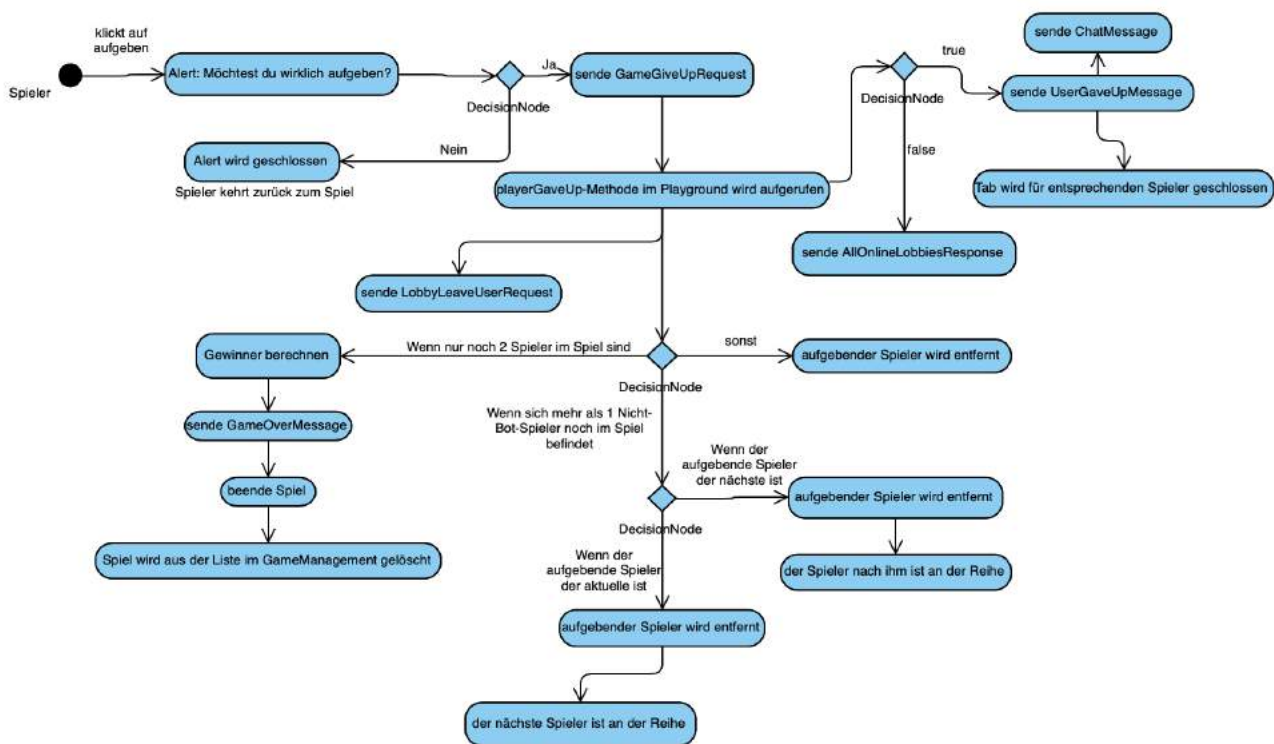 klickt auf
aufgeben
Spieler
Alert: Möchtest du wirklich aufgeben?
DecisionNode
Ja
sende GameGiveUpRequest
DecisionNode
true
sende ChatMessage
sende UserGaveUpMessage
Nein
Alert wird geschlossen
Spieler kehrt zurück zum Spiel
false
playerGaveUp-Methode im Playground wird aufgerufen
Tab wird für entsprechenden Spieler geschlossen
sende AllOnlineLobbiesResponse
sende LobbyLeaveUserRequest
Gewinner berechnen
Wenn nur noch 2 Spieler im Spiel sind
sonst
aufgebender Spieler wird entfernt
DecisionNode
sende GameOverMessage
Wenn sich mehr als 1 Nicht-
Bot-Spieler noch im Spiel
befindet
Wenn der
aufgebende Spieler
der nächste ist
beende Spiel
aufgebender Spieler wird entfernt
DecisionNode
Spiel wird aus der Liste im GameManagement gelöscht
Wenn der
aufgebende Spieler
der aktuelle ist
der Spieler nach ihm ist an der Reihe
aufgebender Spieler wird entfernt
der nächste Spieler ist an der Reihe